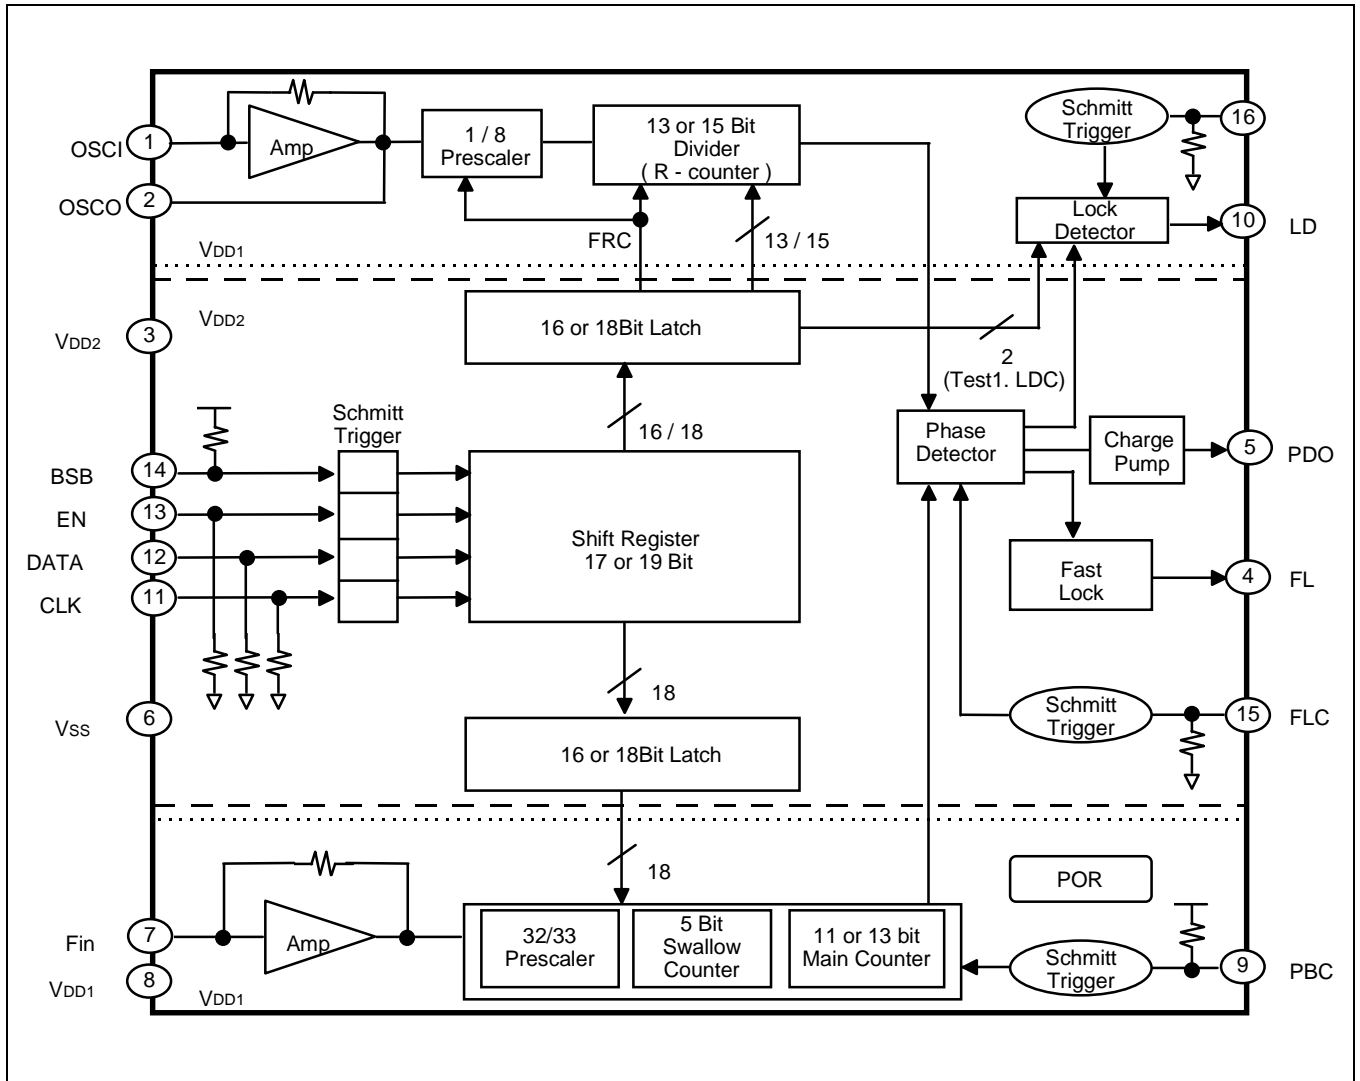 Schmitt
Trigger
16
OSCI
1
Amp
1 / 8
Prescaler
13 or 15 Bit
Divider
( R - counter )
OSCO
2
Lock
Detector
10
LD
FRC
13 / 15
VDD1
VDD2
VDD2
3
16 or 18Bit Latch
2
(Test1. LDC)
Schmitt
Trigger
16 / 18
Phase
Detector
Charge
Pump
5
PDO
BSB
14
EN
13
DATA
12
CLK
11
Shift Register
17 or 19 Bit
Fast
Lock
4
FL
18
VSS
6
Schmitt
Trigger
15
FLC
16 or 18Bit Latch
18
POR
Fin
7
Amp
32/33
Prescaler
5 Bit
Swallow
Counter
11 or 13 bit
Main Counter
Schmitt
Trigger
9
PBC
VDD1
8
VDD1